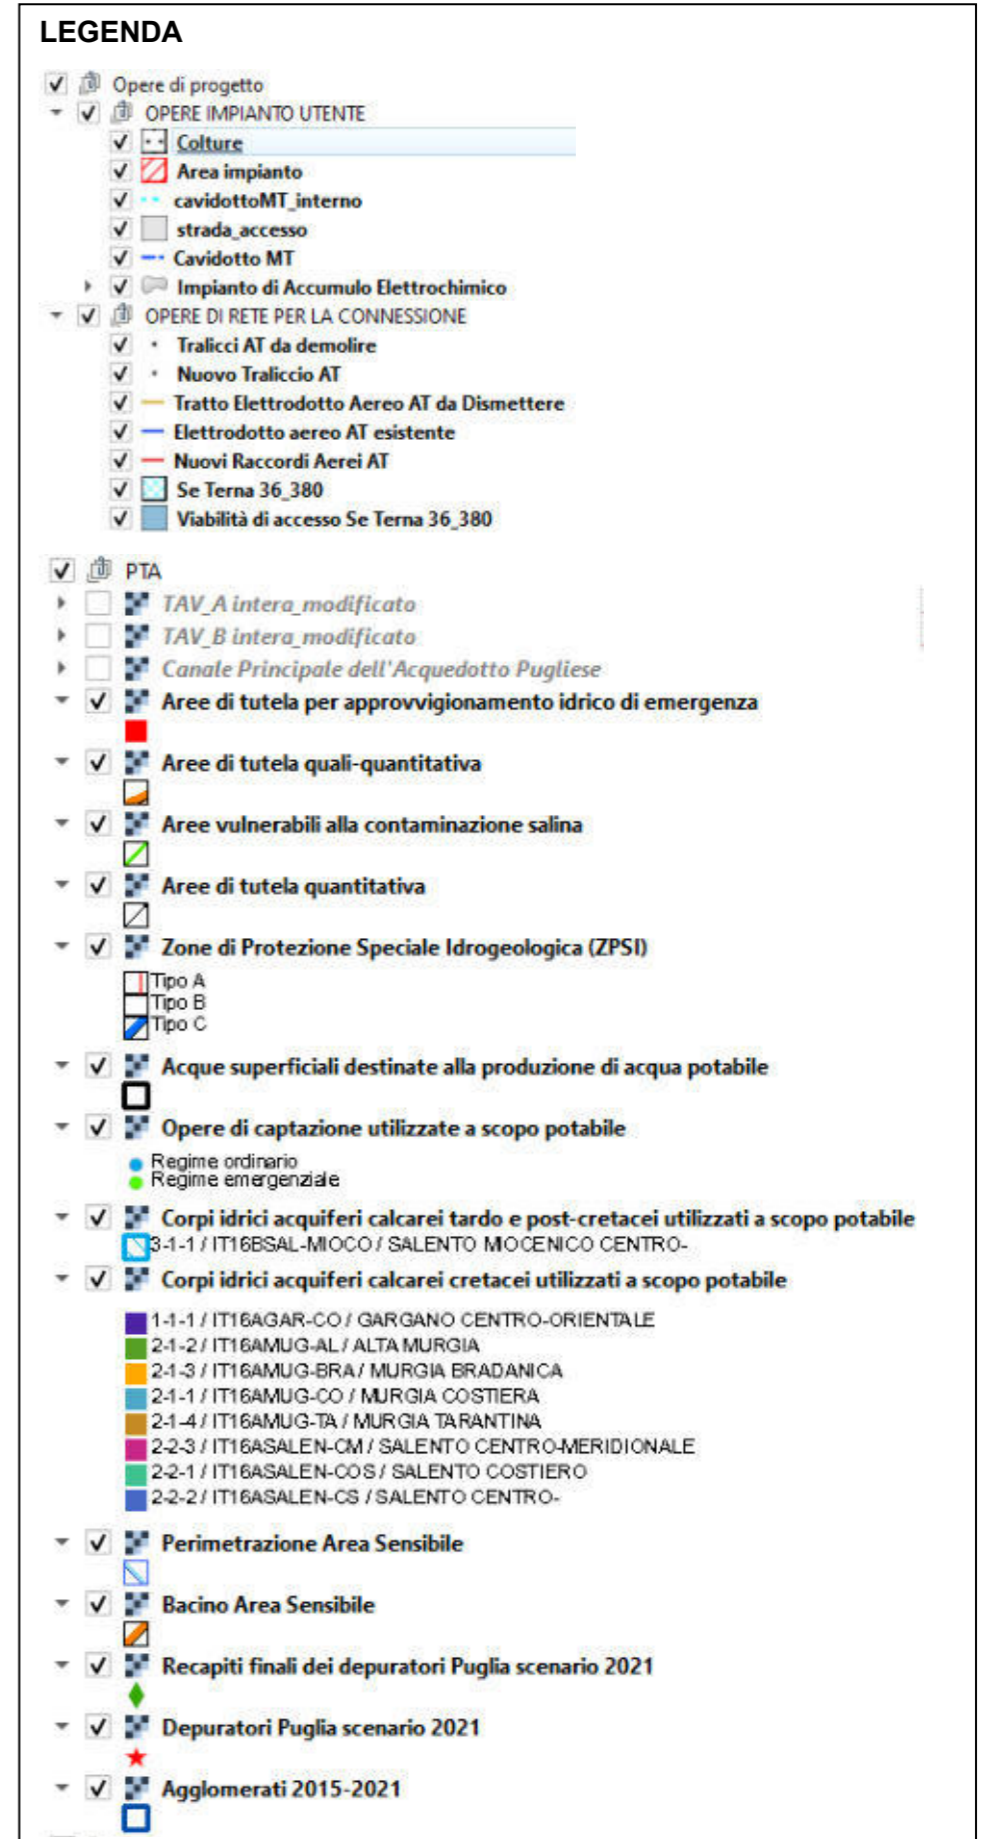 LEGENDA
Opere di progetto
OPERE IMPIANTO UTENTE
Colture
Area impianto
cavidottoMT_interno
strada_accesso
Cavidotto MT
Impianto di Accumulo Elettrochimico
OPERE DI RETE PER LA CONNESSIONE
Tralicci AT da demolire
Nuovo Traliccio AT
Tratto Elettrodotto Aereo AT da Dismettere
Elettrodotto aereo AT esistente
Nuovi Raccordi Aerei AT
Se Terna 36_380
Viabilità di accesso Se Terna 36_380
PTA
TAV_A intera_modificato
TAV_B intera_modificato
Canale Principale dell'Acquedotto Pugliese
Aree di tutela per approvvigionamento idrico di emergenza
Aree di tutela quali-quantitativa
Aree vulnerabili alla contaminazione salina
Aree di tutela quantitativa
Zone di Protezione Speciale Idrogeologica (ZPSI)
Tipo A
Tipo B
Tipo C
Acque superficiali destinate alla produzione di acqua potabile
Opere di captazione utilizzate a scopo potabile
Regime ordinario
Regime emergenziale
Corpi idrici acquiferi calcarei tardo e post-cretacei utilizzati a scopo potabile
3-1-1 / IT16BSAL-MIOCO / SALENTO MIOCENICO CENTRO-
Corpi idrici acquiferi calcarei cretacei utilizzati a scopo potabile
1-1-1 / IT16AGAR-CO / GARGANO CENTRO-ORIENTALE
2-1-2 / IT16AMUG-AL / ALTA MURGIA
2-1-3 / IT16AMUG-BRA / MURGIA BRADANICA
2-1-1 / IT16AMUG-CO / MURGIA COSTIERA
2-1-4 / IT16AMUG-TA / MURGIA TARANTINA
2-2-3 / IT16ASALEN-CM / SALENTO CENTRO-MERIDIONALE
2-2-1 / IT16ASALEN-COS / SALENTO COSTIERO
2-2-2 / IT16ASALEN-CS / SALENTO CENTRO-
Perimetrazione Area Sensibile
Bacino Area Sensibile
Recapiti finali dei depuratori Puglia scenario 2021
Depuratori Puglia scenario 2021
Agglomerati 2015-2021